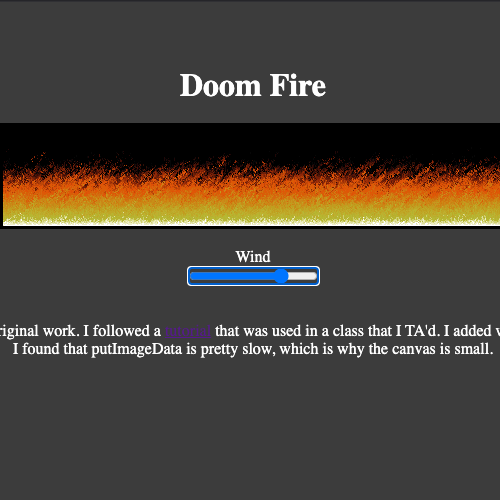 Doom Fire
Wind
riginal work. I followed a tutorial that was used in a class that I TA'd. I added w
I found that putImageData is pretty slow, which is why the canvas is small.